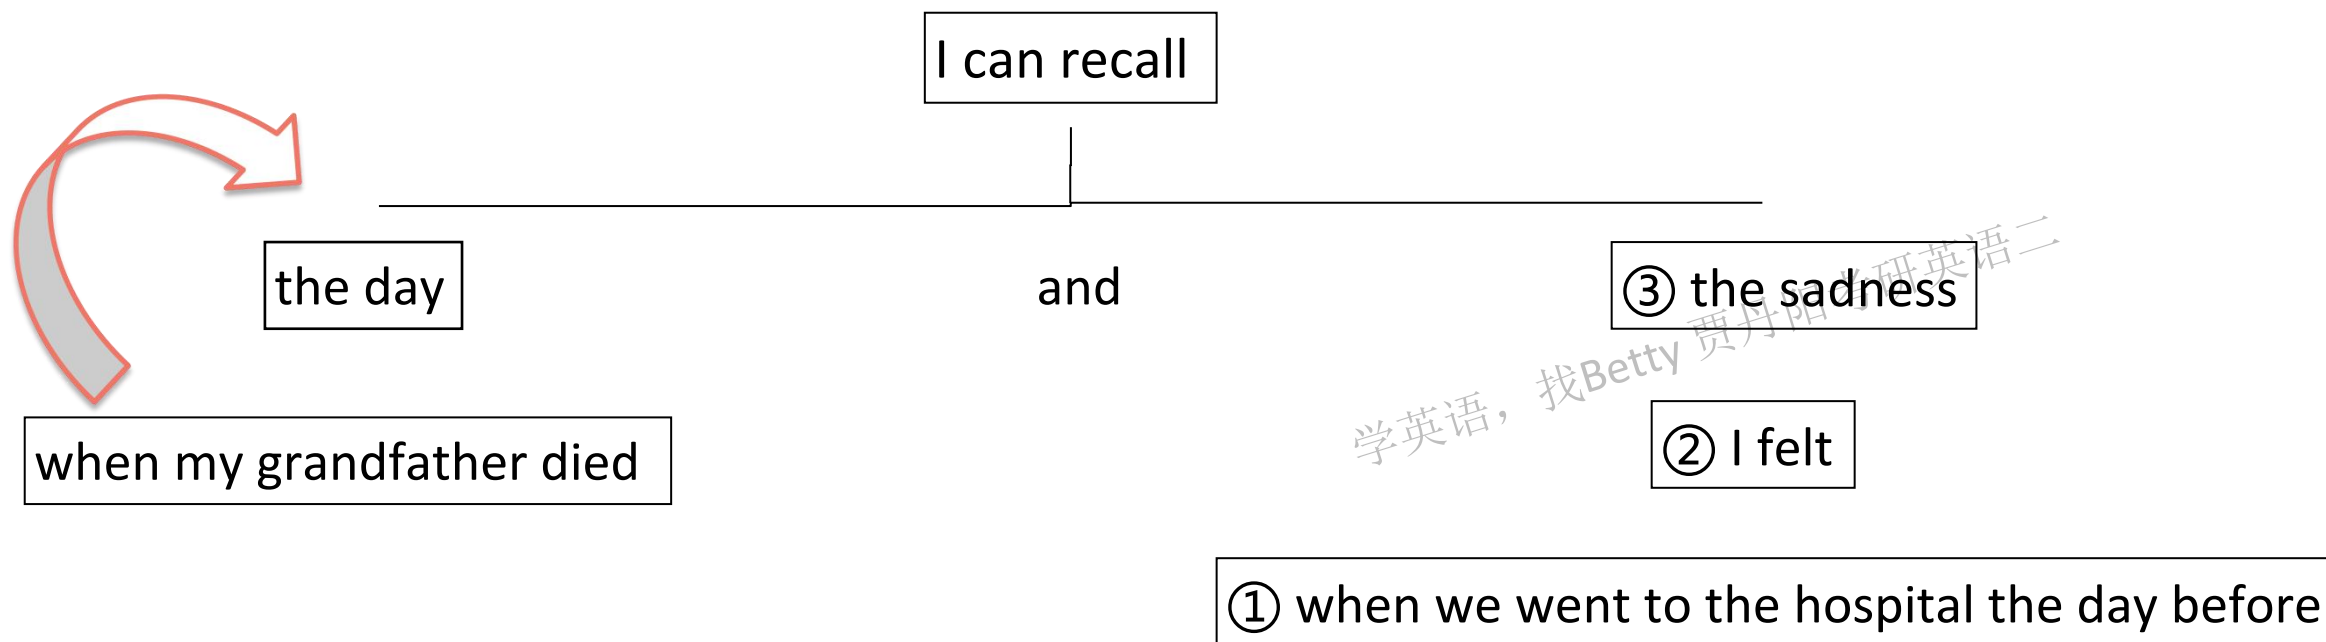 I can recall
the day
and
③ the sadness
学英语，找Betty 贾丹阳考研英语二
when my grandfather died
② I felt
① when we went to the hospital the day before